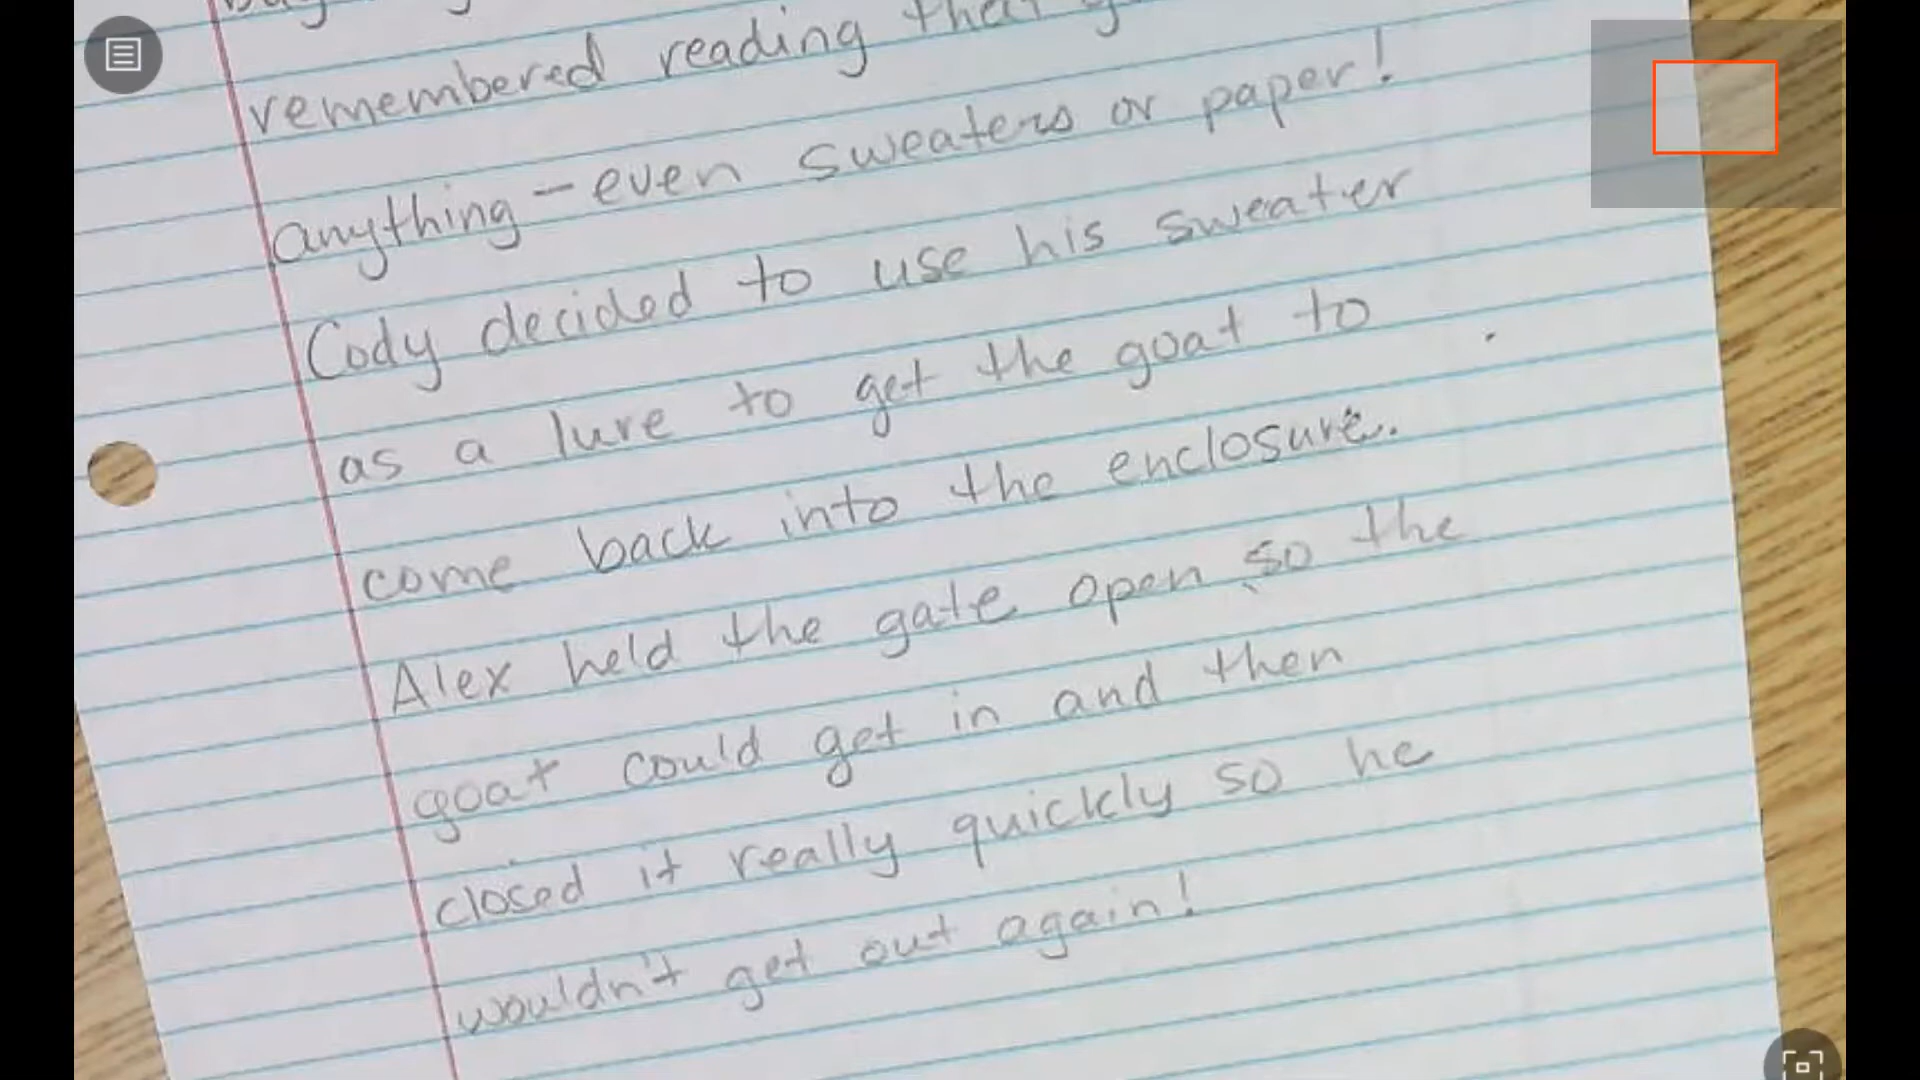 remembered reading that
anything – even sweaters or paper!
Cody decided to use his sweater
as a lure to get the goat to
come back into the enclosure.
Alex held the gate open so the
goat could get in and then
closed it really quickly so he
wouldn't get out again!